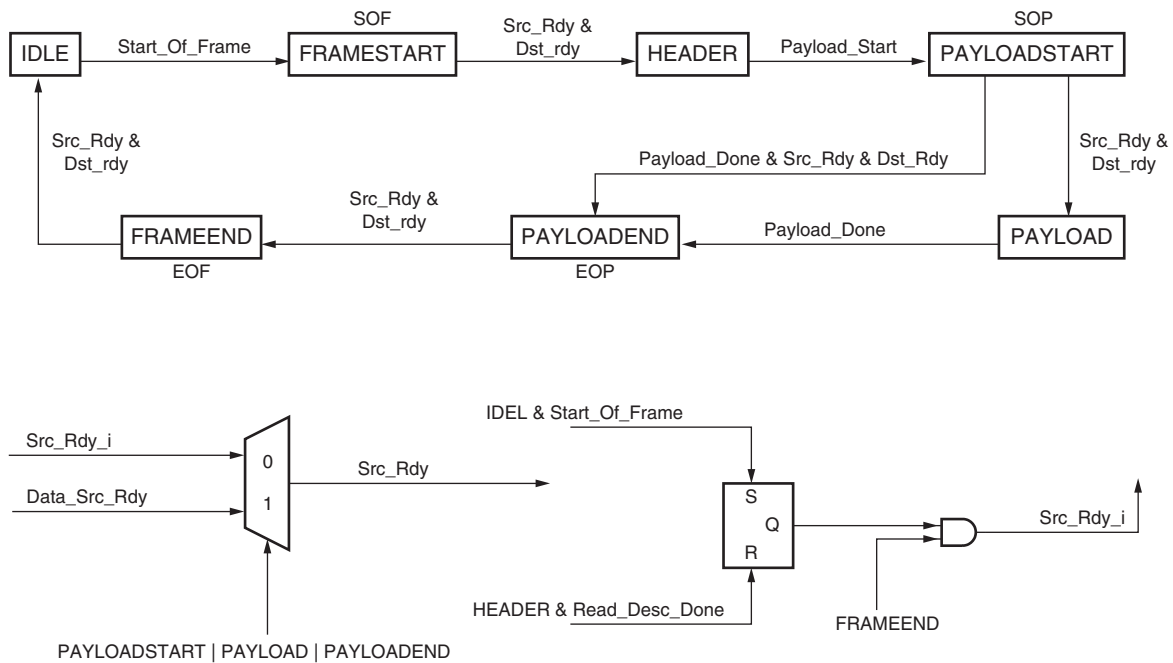 SOF
SOP
IDLE
Start_Of_Frame
FRAMESTART
Src_Rdy &
Dst_rdy
HEADER
Payload_Start
PAYLOADSTART
Src_Rdy &
Dst_rdy
Payload_Done & Src_Rdy & Dst_Rdy
Src_Rdy &
Dst_rdy
FRAMEEND
EOF
Src_Rdy &
Dst_rdy
PAYLOADEND
EOP
Payload_Done
PAYLOAD
Src_Rdy_i
Data_Src_Rdy
0
1
Src_Rdy
PAYLOADSTART | PAYLOAD | PAYLOADEND
IDEL & Start_Of_Frame
S
Q
R
HEADER & Read_Desc_Done
FRAMEEND
Src_Rdy_i